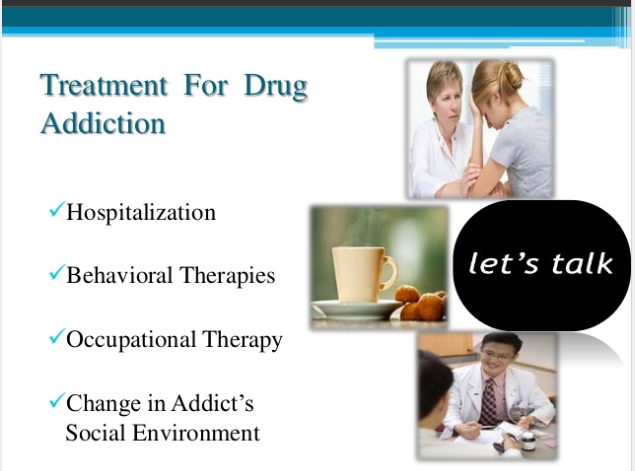 Treatment For Drug
Addiction
✓Hospitalization
✓Behavioral Therapies
✓Occupational Therapy
✓Change in Addict’s
Social Environment
let’s talk